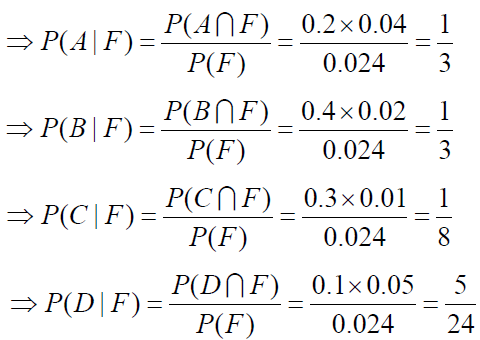 ⇒ P(A | F) = P(A ⋂ F) / P(F) = 0.2 × 0.04 / 0.024 = 1 / 3
⇒ P(B | F) = P(B ⋂ F) / P(F) = 0.4 × 0.02 / 0.024 = 1 / 3
⇒ P(C | F) = P(C ⋂ F) / P(F) = 0.3 × 0.01 / 0.024 = 1 / 8
⇒ P(D | F) = P(D ⋂ F) / P(F) = 0.1 × 0.05 / 0.024 = 5 / 24